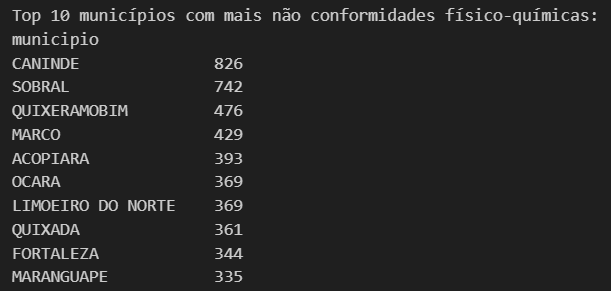 Top 10 municípios com mais não conformidades físico-químicas:
municipio
CANINDE 826
SOBRAL 742
QUIXERAMOBIM 476
MARCO 429
ACOPIARA 393
OCARA 369
LIMOEIRO DO NORTE 369
QUIXADA 361
FORTALEZA 344
MARANGUAPE 335